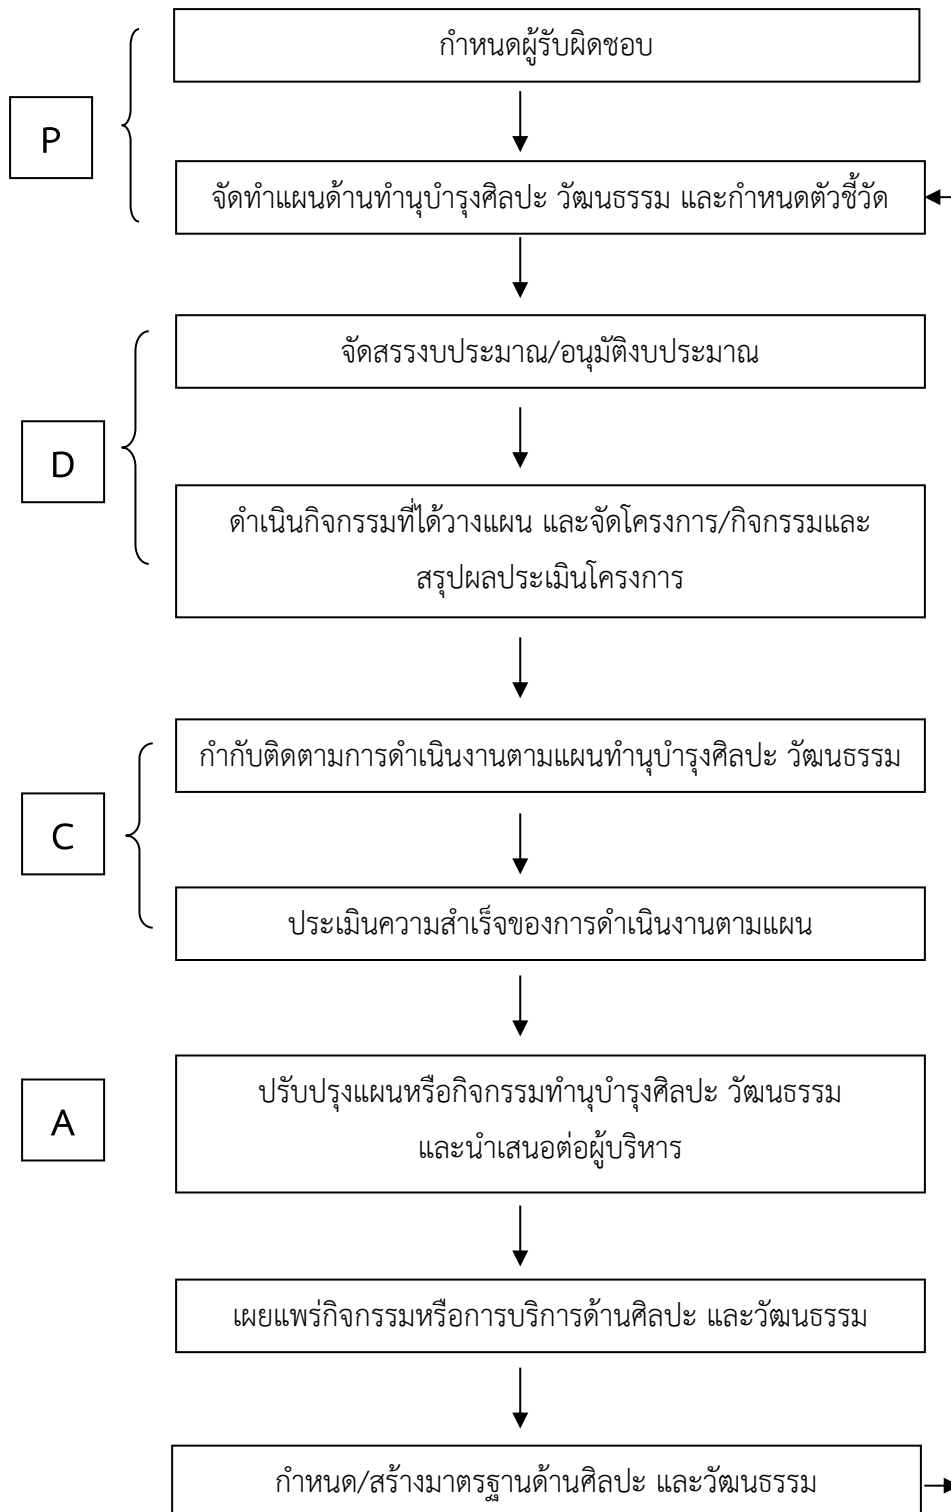 กำหนดผู้รับผิดชอบ
P
จัดทำแผนด้านทำนุบำรุงศิลปะ วัฒนธรรม และกำหนดตัวชี้วัด
จัดสรรงบประมาณ/อนุมัติงบประมาณ
D
ดำเนินกิจกรรมที่ได้วางแผน และจัดโครงการ/กิจกรรมและ
สรุปผลประเมินโครงการ
กำกับติดตามการดำเนินงานตามแผนทำนุบำรุงศิลปะ วัฒนธรรม
C
ประเมินความสำเร็จของการดำเนินงานตามแผน
ปรับปรุงแผนหรือกิจกรรมทำนุบำรุงศิลปะ วัฒนธรรม
A
และนำเสนอต่อผู้บริหาร
เผยแพร่กิจกรรมหรือการบริการด้านศิลปะ และวัฒนธรรม
กำหนด/สร้างมาตรฐานด้านศิลปะ และวัฒนธรรม